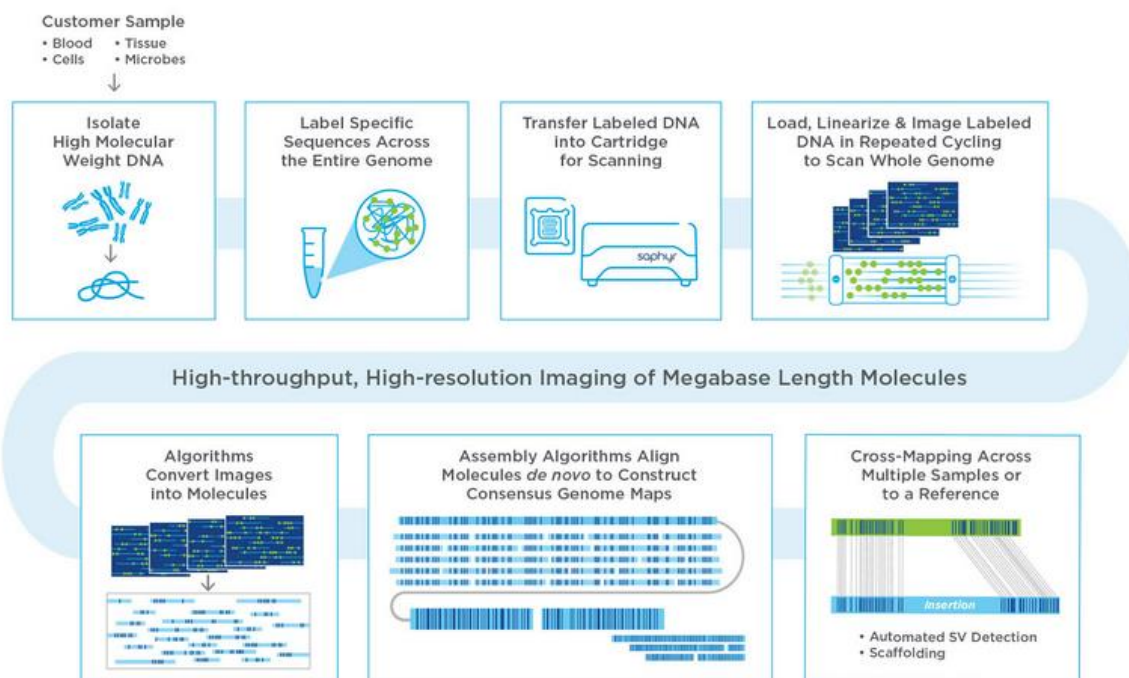 Customer Sample
• Blood • Tissue
• Cells • Microbes
Isolate
High Molecular
Weight DNA
Label Specific
Sequences Across
the Entire Genome
Transfer Labeled DNA
into Cartridge
for Scanning
saphyr
Load, Linearize & Image Labeled
DNA in Repeated Cycling
to Scan Whole Genome
High-throughput, High-resolution Imaging of Megabase Length Molecules
Algorithms
Convert Images
into Molecules
Assembly Algorithms Align
Molecules de novo to Construct
Consensus Genome Maps
Cross-Mapping Across
Multiple Samples or
to a Reference
Insertion
• Automated SV Detection
• Scaffolding